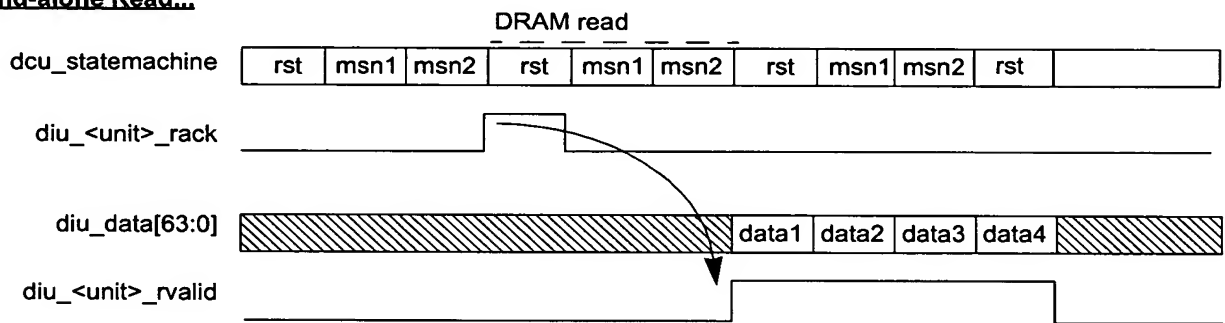 Read...
DRAM read
dcu_statemachine rst msn1 msn2 rst msn1 msn2 rst msn1 msn2 rst
diu_<unit>_rack
diu_data[63:0] data1 data2 data3 data4
diu_<unit>_rvalid